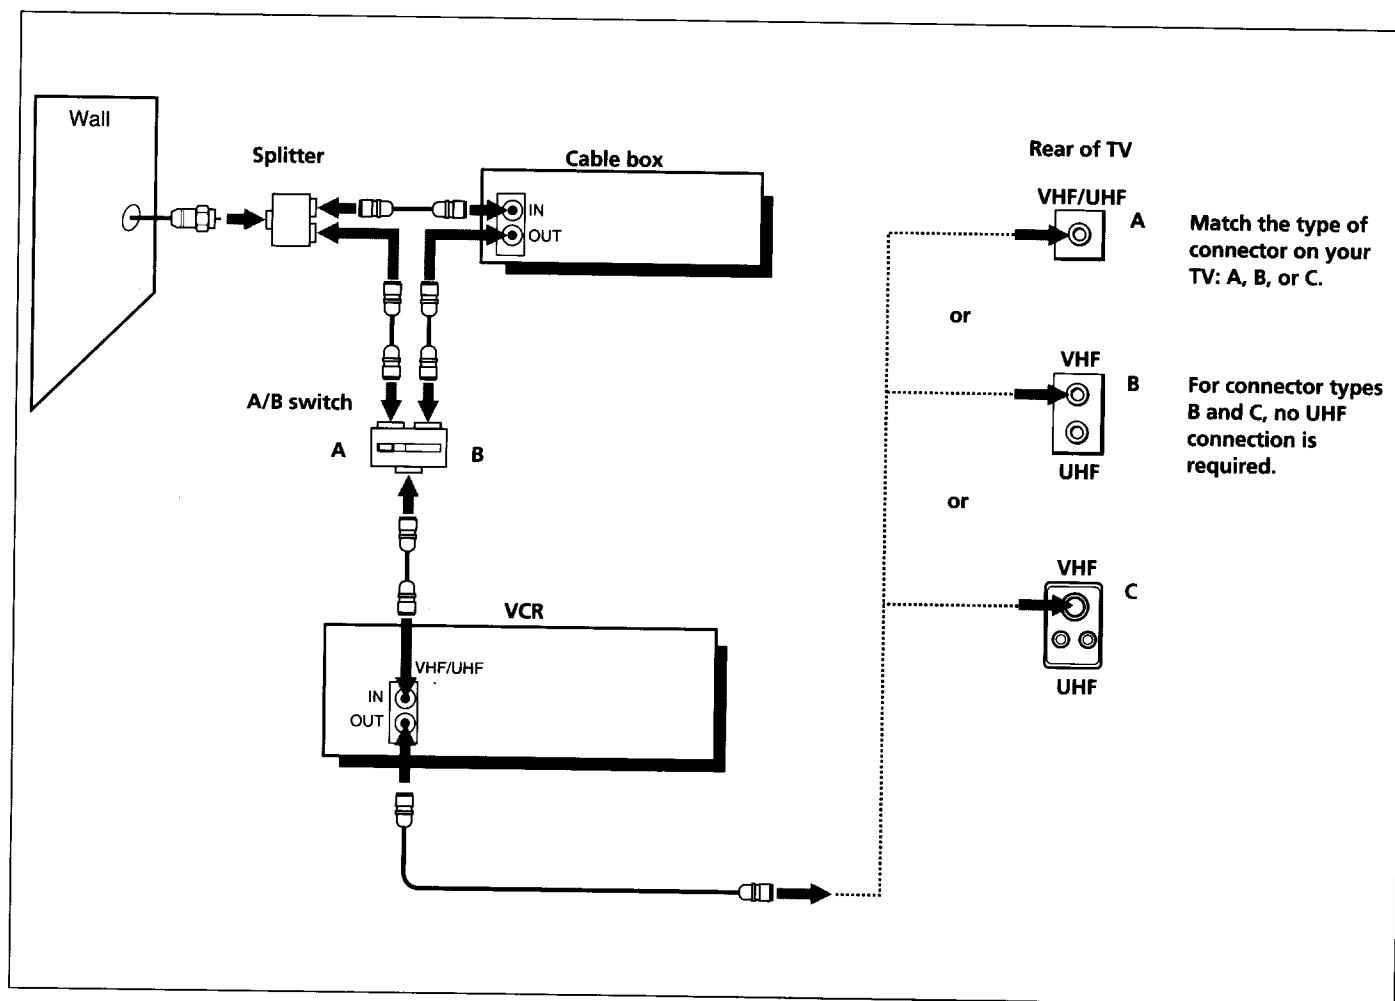 Wall
Splitter
Cable box
IN
OUT
A/B switch
A
B
VCR
VHF/UHF
IN
OUT
Rear of TV
VHF/UHF
A
Match the type of
connector on your
TV: A, B, or C.
or
VHF
B
UHF
For connector types
B and C, no UHF
connection is
required.
or
VHF
C
UHF